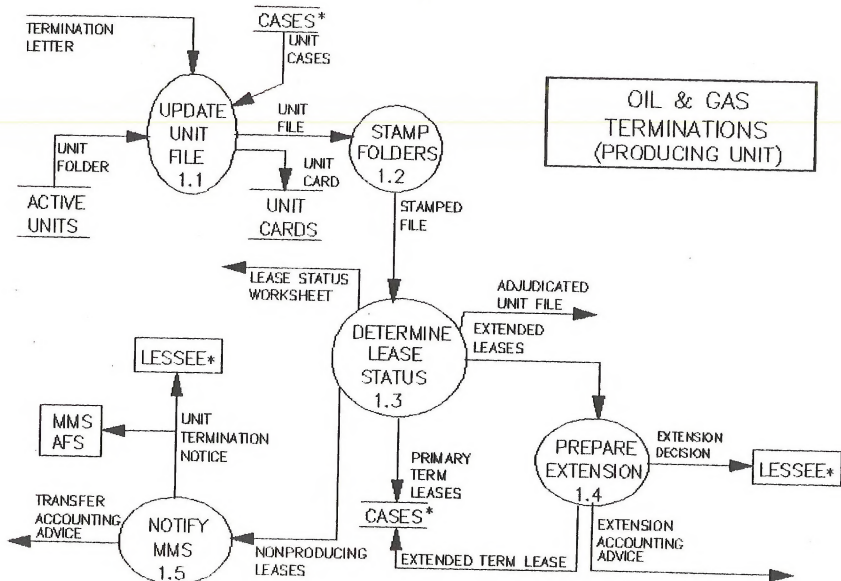 TERMINATION
LETTER
CASES*
UNIT
CASES
OIL & GAS
TERMINATIONS
(PRODUCING UNIT)
UPDATE
UNIT
FILE
1.1
UNIT
FILE
STAMP
FOLDERS
1.2
UNIT
FOLDER
UNIT
CARD
ACTIVE
UNITS
UNIT
CARDS
STAMPED
FILE
LEASE STATUS
WORKSHEET
ADJUDICATED
UNIT FILE
DETERMINE
LEASE
STATUS
1.3
EXTENDED
LEASES
LESSEE*
MMS
AFS
UNIT
TERMINATION
NOTICE
PRIMARY
TERM
LEASES
PREPARE
EXTENSION
1.4
EXTENSION
DECISION
LESSEE*
TRANSFER
ACCOUNTING
ADVICE
NOTIFY
MMS
1.5
CASES*
NONPRODUCING
LEASES
EXTENDED TERM LEASE
EXTENSION
ACCOUNTING
ADVICE